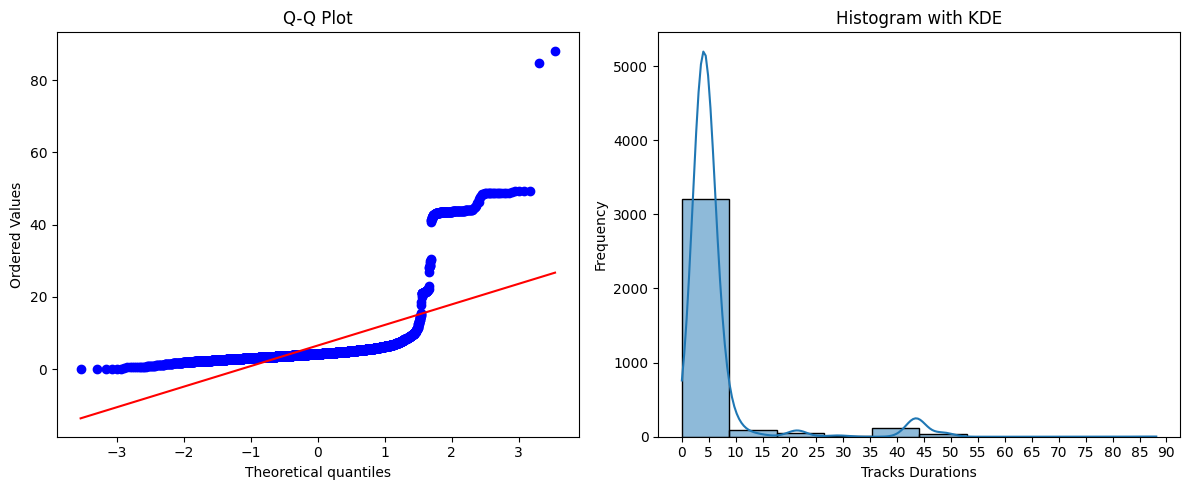 Q-Q Plot
80
60
40
20
0
Ordered Values
−3 −2 −1 0 1 2 3
Theoretical quantiles
Histogram with KDE
5000
4000
3000
2000
1000
0
Frequency
0 5 10 15 20 25 30 35 40 45 50 55 60 65 70 75 80 85 90
Tracks Durations